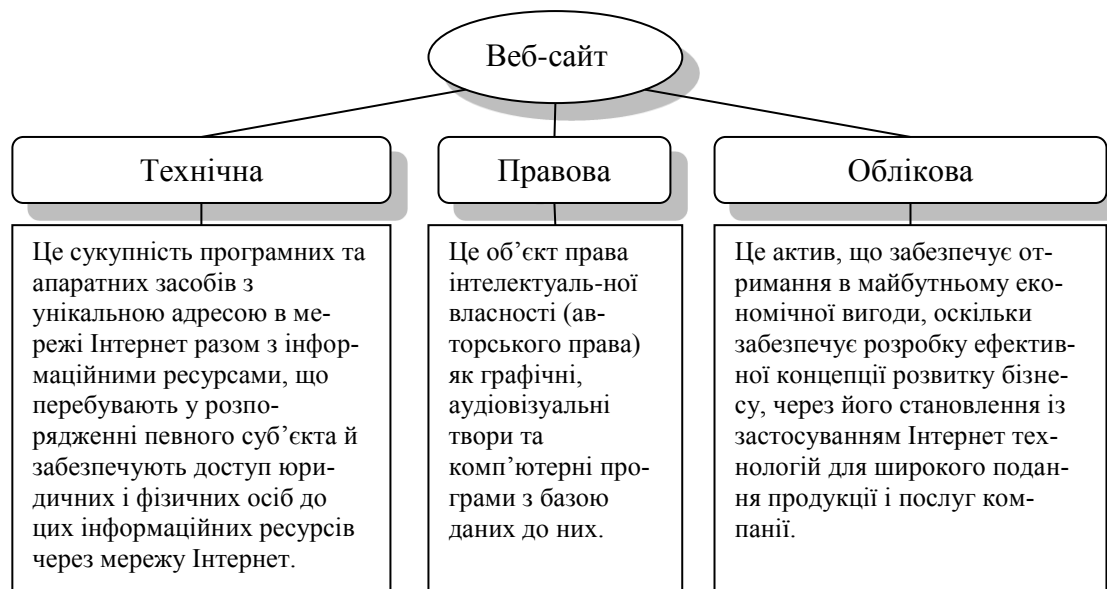 Веб-сайт
Технічна
Правова
Облікова
Це сукупність програмних та
апаратних засобів з
унікальною адресою в ме-
режі Інтернет разом з інфор-
маційними ресурсами, що
перебувають у розпо-
рядженні певного суб’єкта й
забезпечують доступ юри-
дичних і фізичних осіб до
цих інформаційних ресурсів
через мережу Інтернет.
Це об’єкт права
інтелектуаль-ної
власності (ав-
торського права)
як графічні,
аудіовізуальні
твори та
комп’ютерні про-
грами з базою
даних до них.
Це актив, що забезпечує от-
римання в майбутньому еко-
номічної вигоди, оскільки
забезпечує розробку ефектив-
ної концепції розвитку бізне-
су, через його становлення із
застосуванням Інтернет тех-
нологій для широкого подан-
ня продукції і послуг ком-
панії.